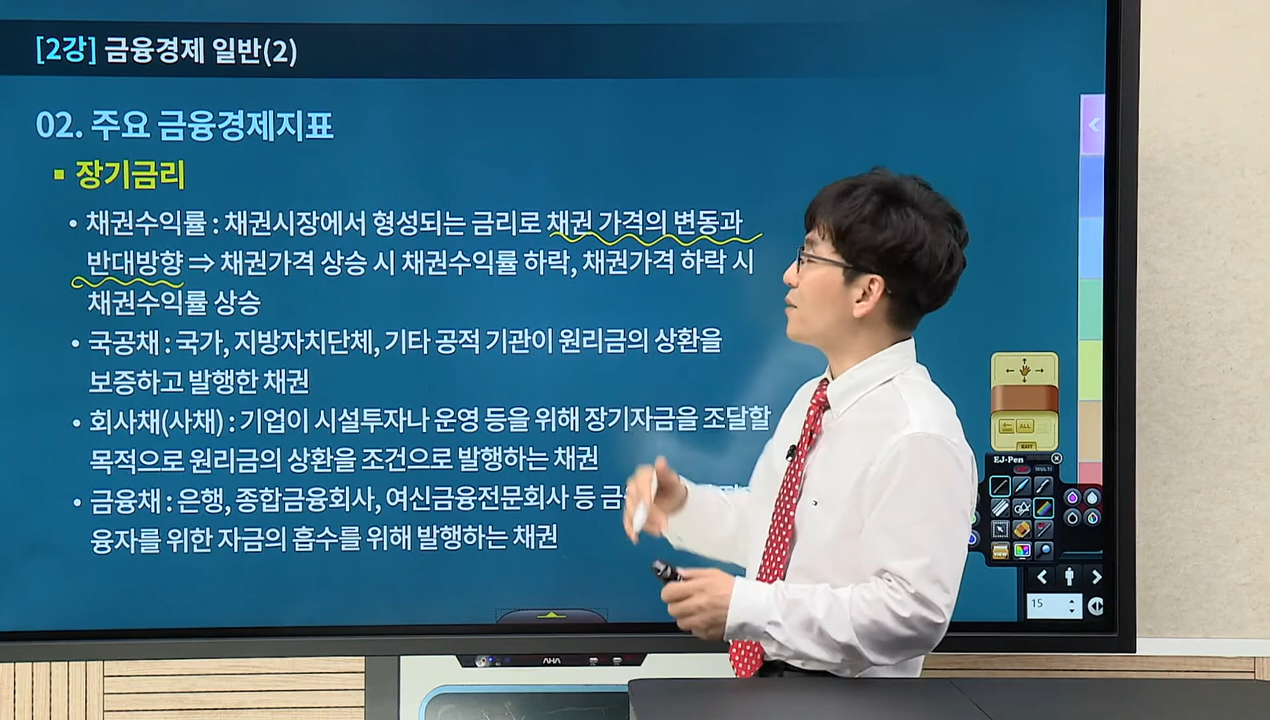 [2강] 금융경제 일반(2)
02. 주요 금융경제지표
▪ 장기금리
• 채권수익률 : 채권시장에서 형성되는 금리로 채권 가격의 변동과
반대방향 ⇒ 채권가격 상승 시 채권수익률 하락, 채권가격 하락 시
채권수익률 상승
• 국공채 : 국가, 지방자치단체, 기타 공적 기관이 원리금의 상환을
보증하고 발행한 채권
• 회사채(사채) : 기업이 시설투자나 운영 등을 위해 장기자금을 조달할
목적으로 원리금의 상환을 조건으로 발행하는 채권
• 금융채 : 은행, 종합금융회사, 여신금융전문회사 등
융자를 위한 자금의 흡수를 위해 발행하는 채권
ALL
EXIT
EJ-Pen
MULTI
VIEW
15
AHA